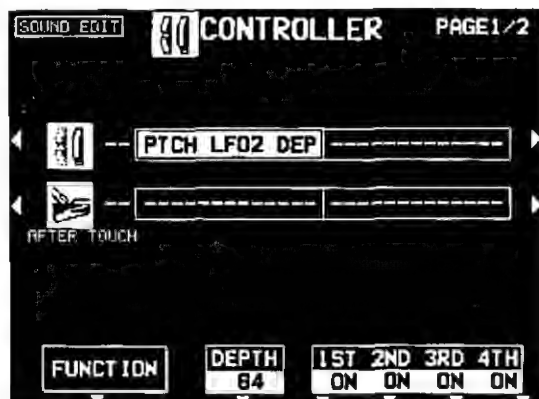 SOUND EDIT CONTROLLER PAGE1/2
PTCH LFO2 DEP
AFTER TOUCH
FUNCTION DEPTH 1ST 2ND 3RD 4TH
64 ON ON ON ON